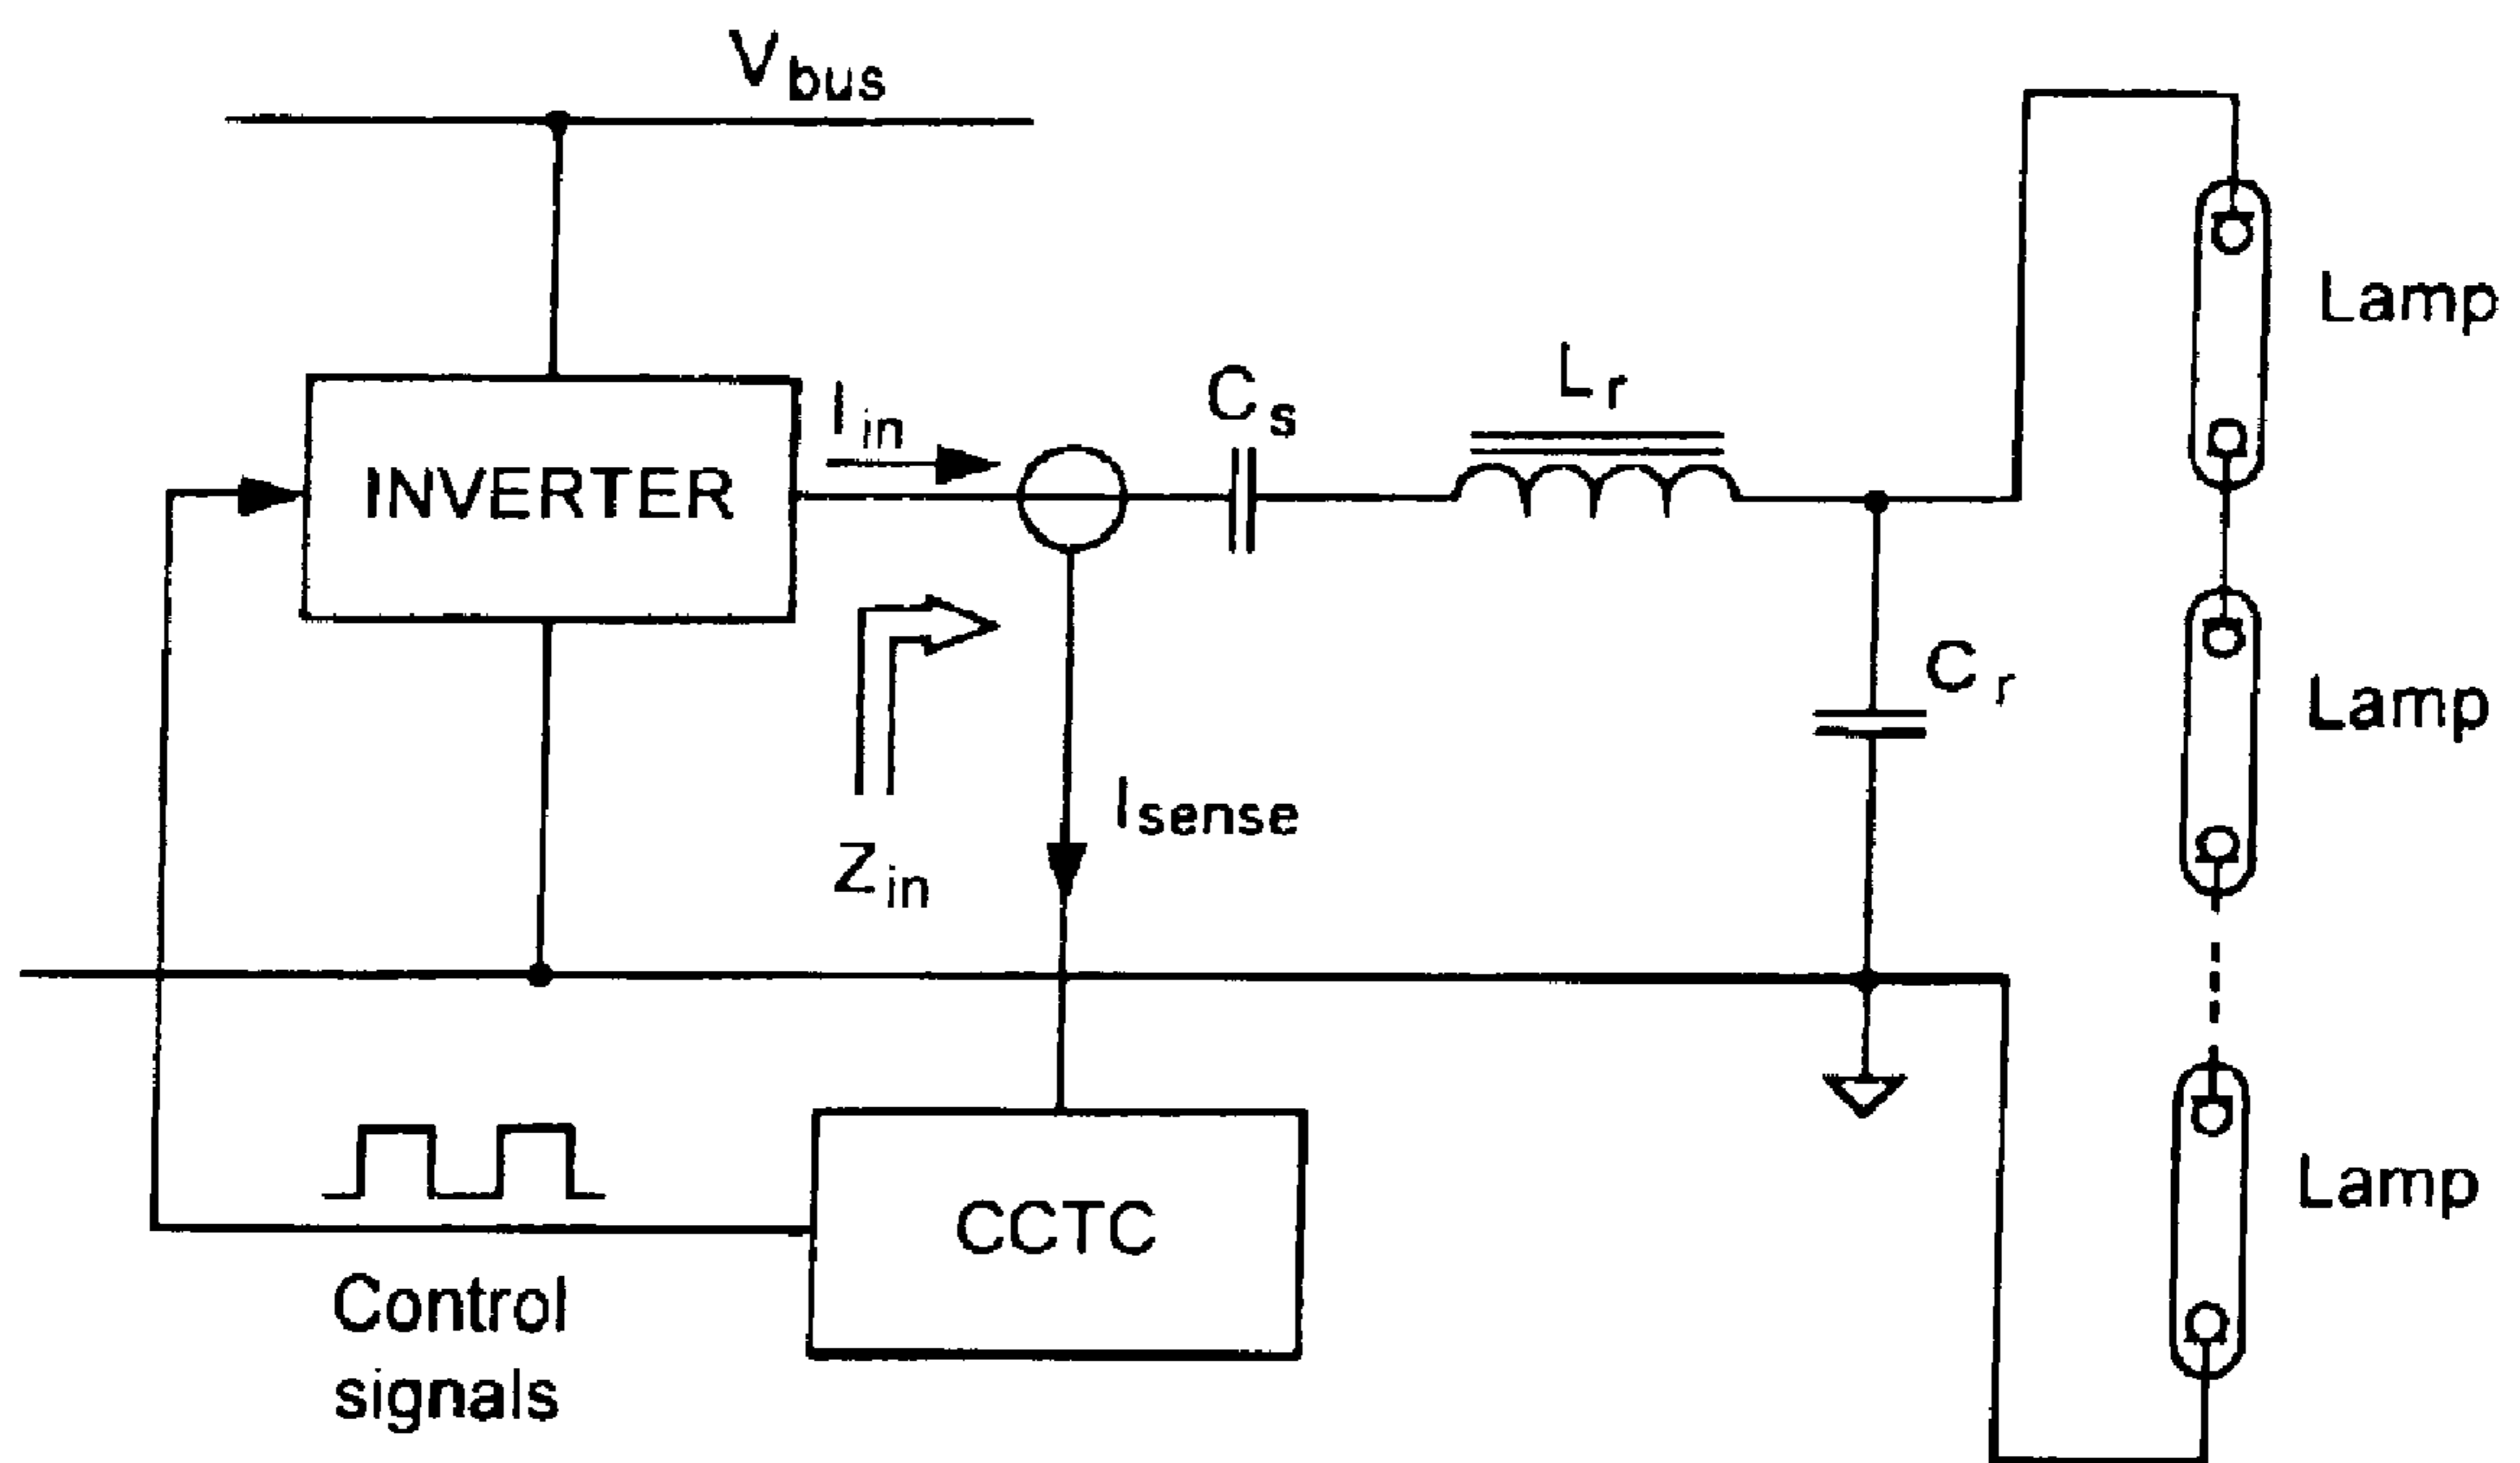 Vbus
Lamp
Lr
Iin
Cs
INVERTER
Cr
Lamp
Isense
Zin
Lamp
CCTC
Control
signals